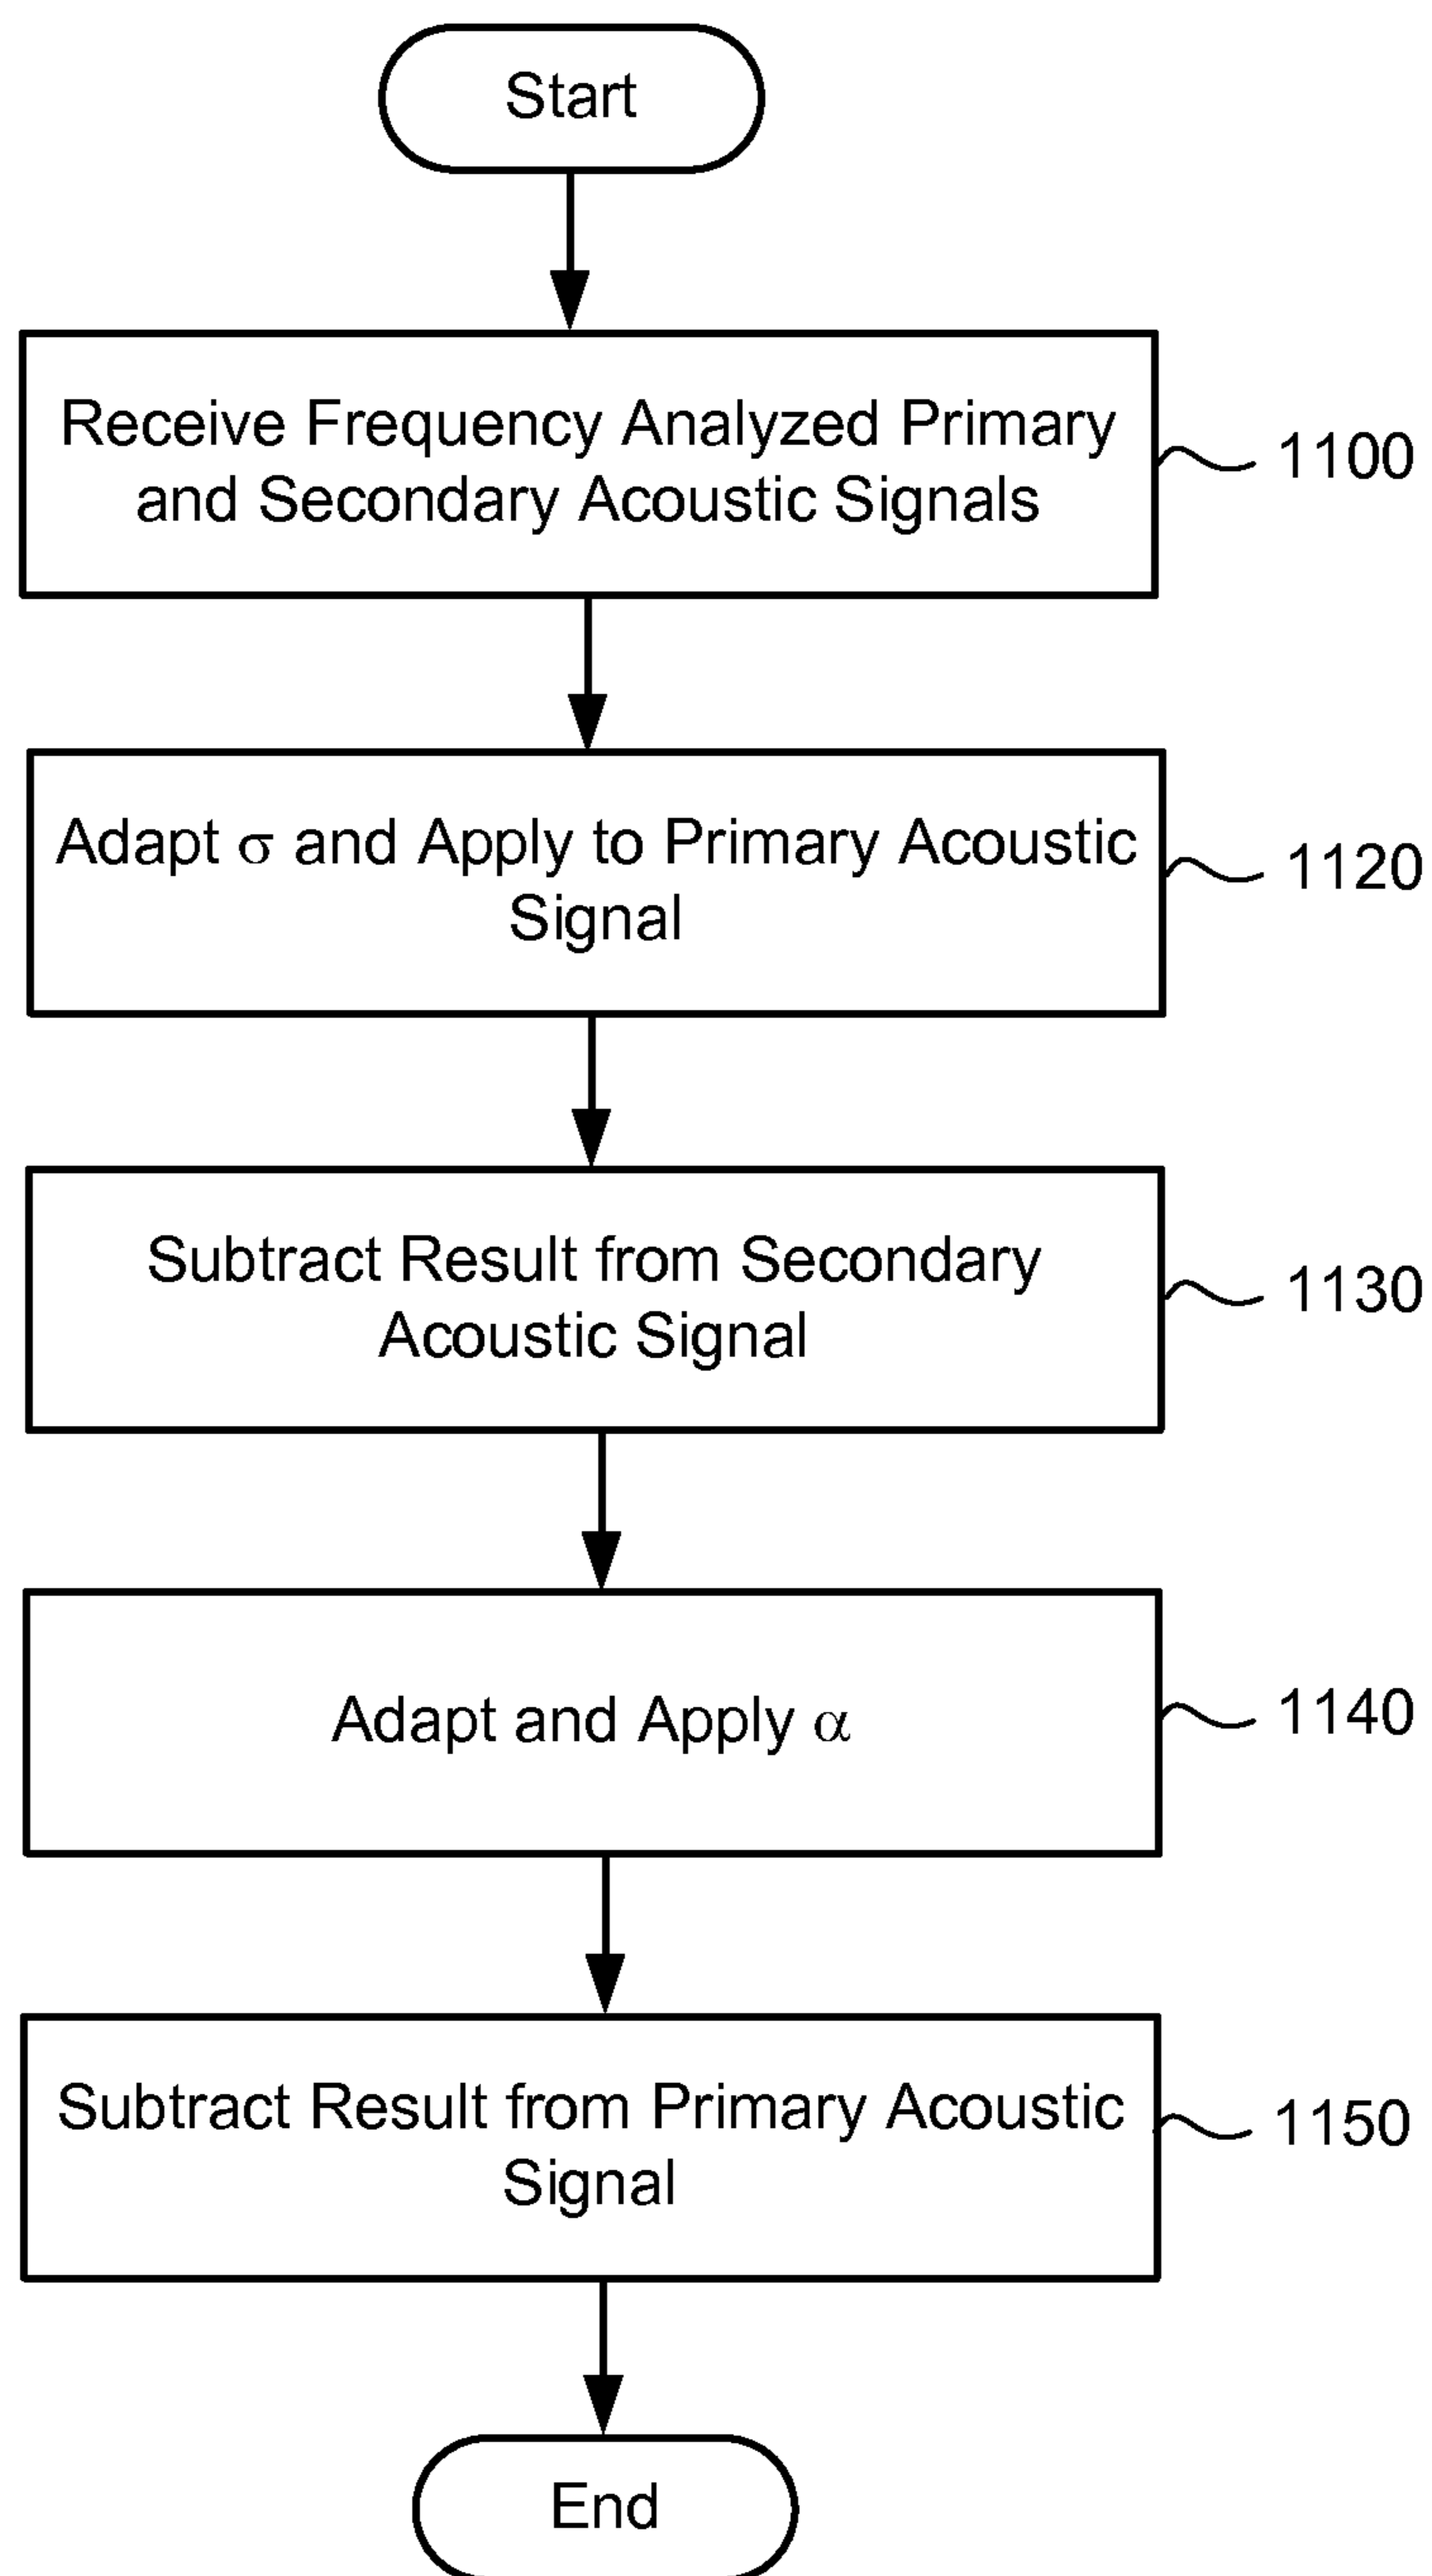 Start
Receive Frequency Analyzed Primary
and Secondary Acoustic Signals
1100
Adapt σ and Apply to Primary Acoustic
Signal
1120
Subtract Result from Secondary
Acoustic Signal
1130
Adapt and Apply α
1140
Subtract Result from Primary Acoustic
Signal
1150
End